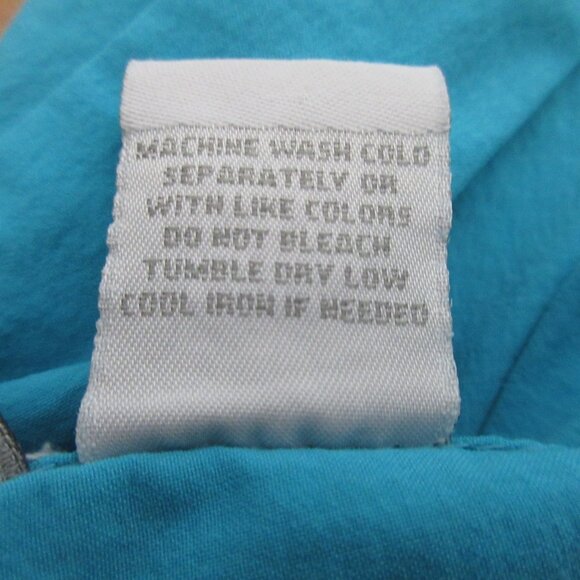 MACHINE WASH COLD
SEPARATELY OR
WITH LIKE COLORS
DO NOT BLEACH
TUMBLE DRY LOW
COOL IRON IF NEEDED